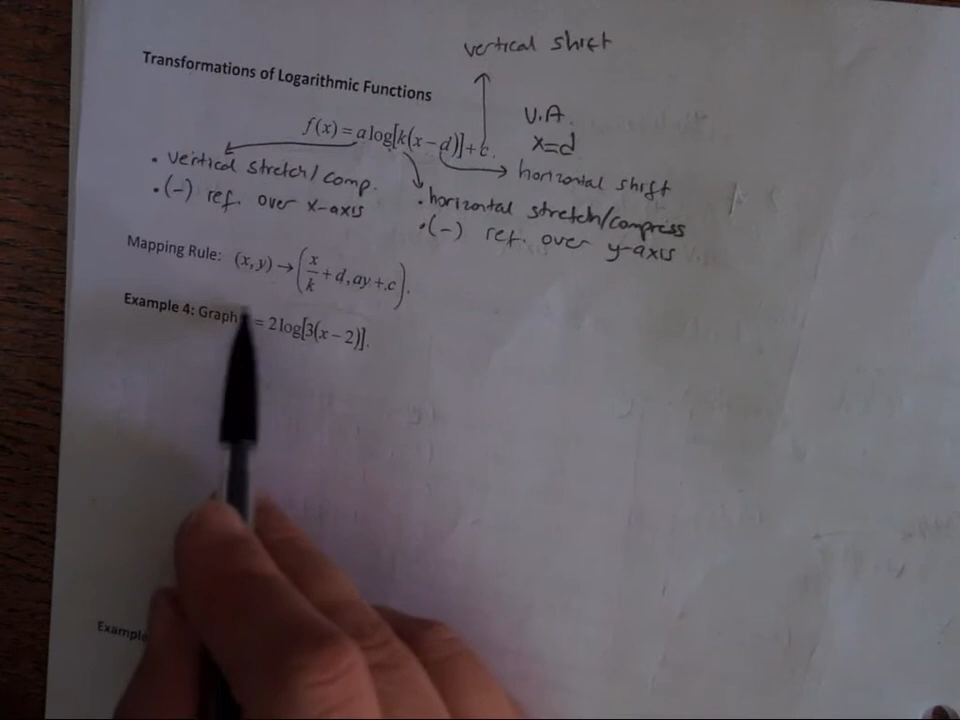 vertical shift
Transformations of Logarithmic Functions
f(x) = a log[k(x − d)] + c.
V.A.
x=d
• vertical stretch/comp.
• (-) ref. over x-axis
horizontal shift
• horizontal stretch/compress
• (-) ref. over y-axis
Mapping Rule: (x, y) → (x/k + d, ay + c).
Example 4: Graph = 2 log[3(x − 2)].
Example